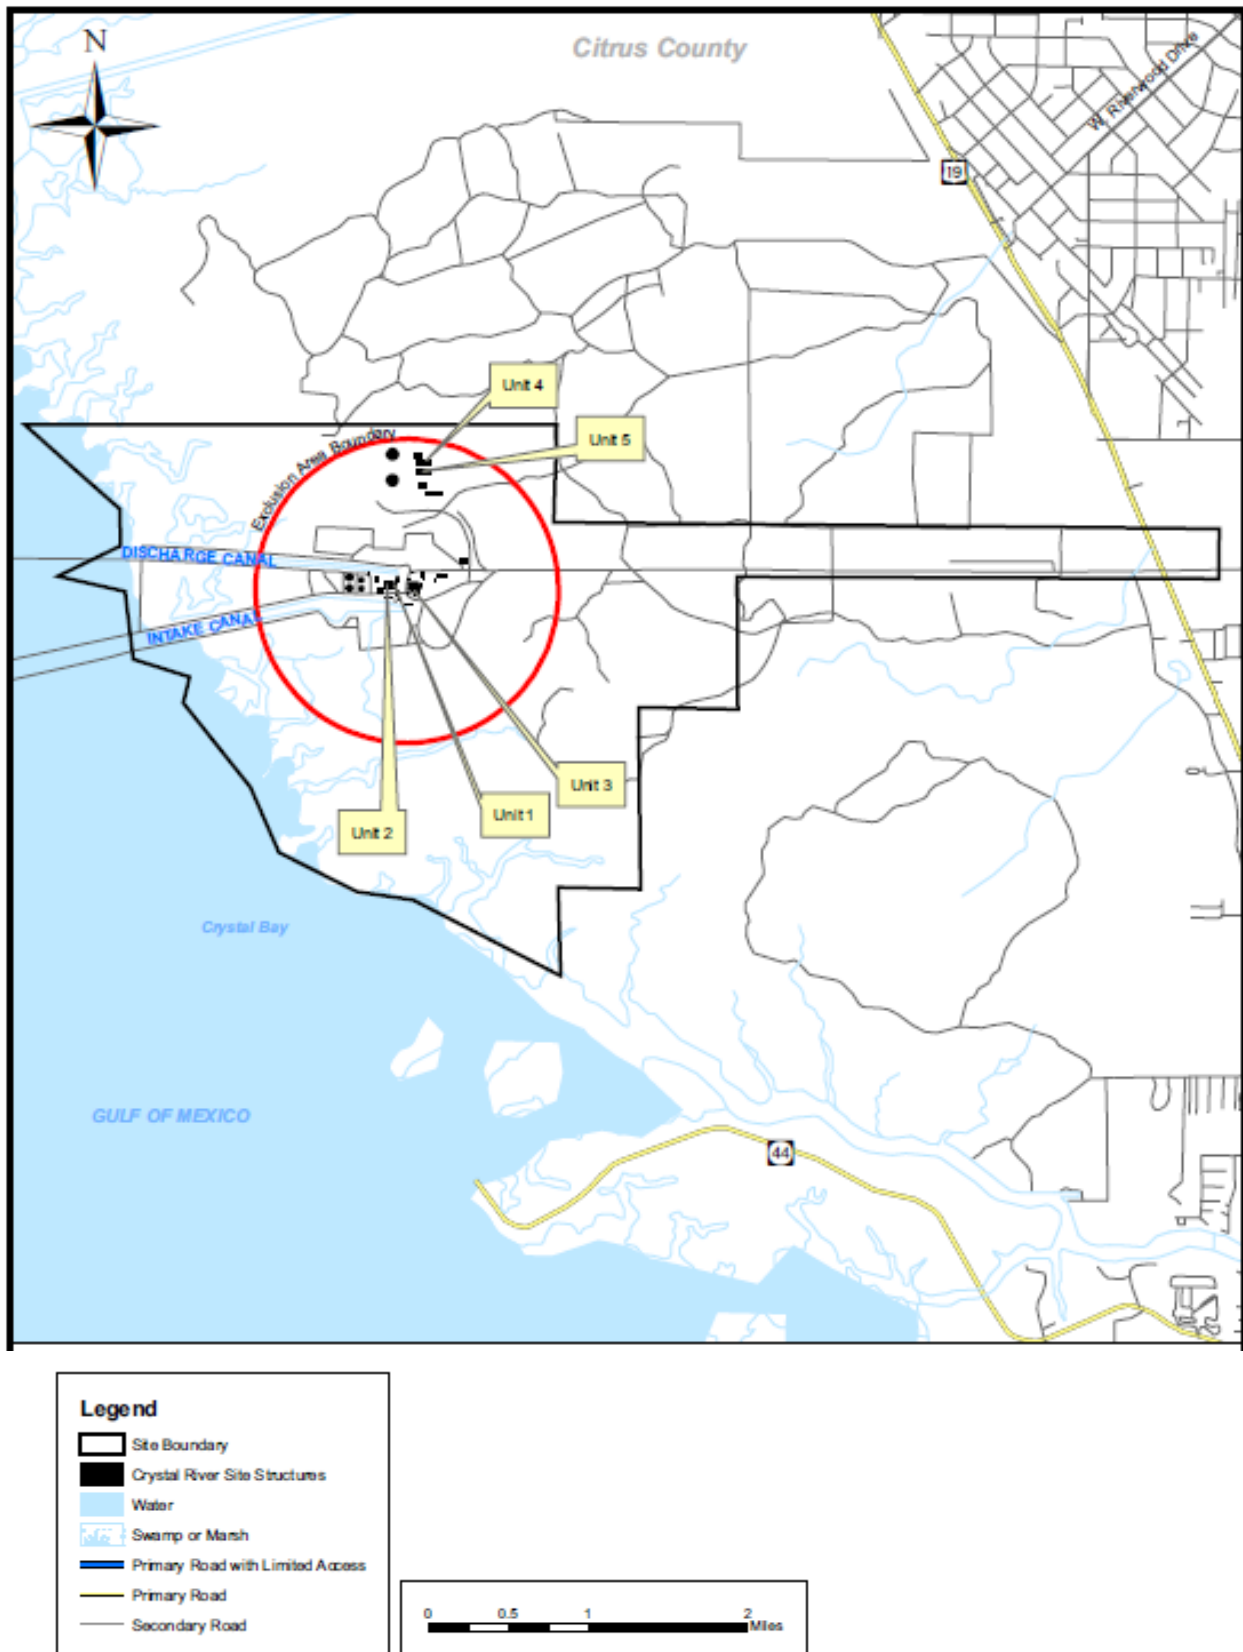 N
Citrus County
W. Riverwood Drive
19
Unit 4
Unit 5
Exclusion Area Boundary
DISCHARGE CANAL
INTAKE CANAL
Unit 3
Unit 1
Unit 2
Crystal Bay
GULF OF MEXICO
44
Legend
Site Boundary
Crystal River Site Structures
Water
Swamp or Marsh
Primary Road with Limited Access
Primary Road
Secondary Road
0 0.5 1 2
Miles